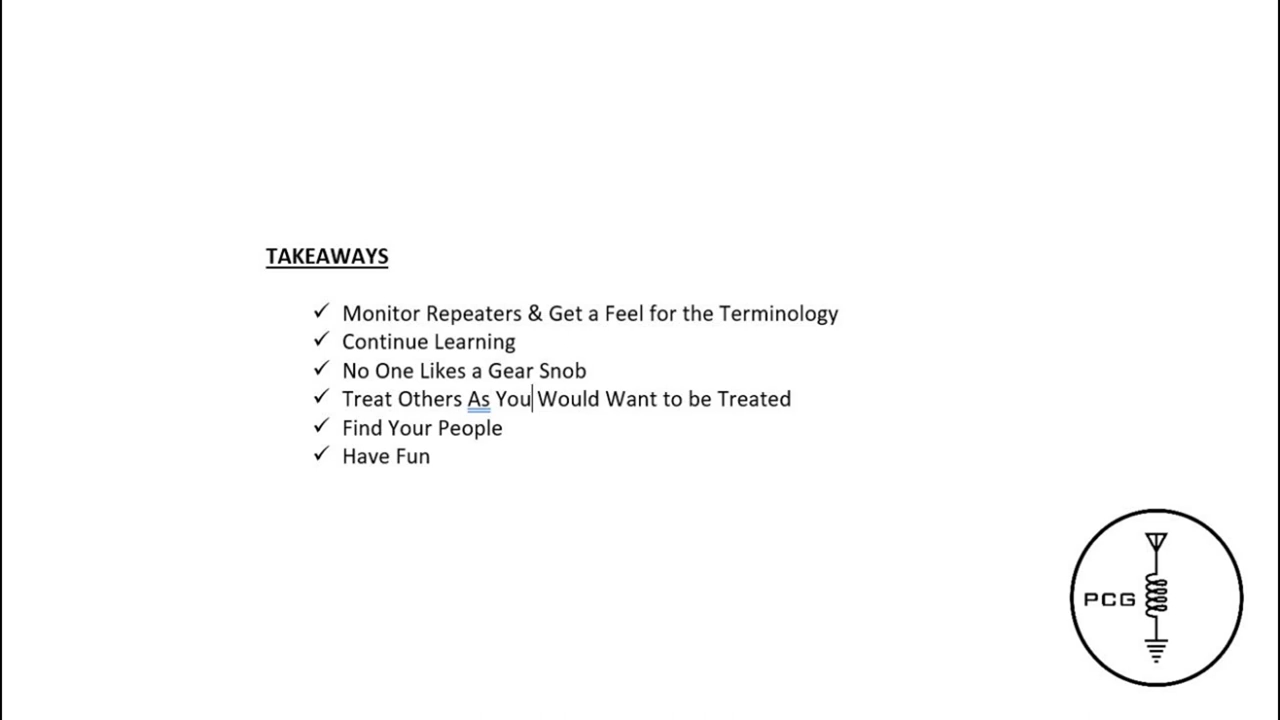 TAKEAWAYS
✓ Monitor Repeaters & Get a Feel for the Terminology
✓ Continue Learning
✓ No One Likes a Gear Snob
✓ Treat Others As You Would Want to be Treated
✓ Find Your People
✓ Have Fun
PCG